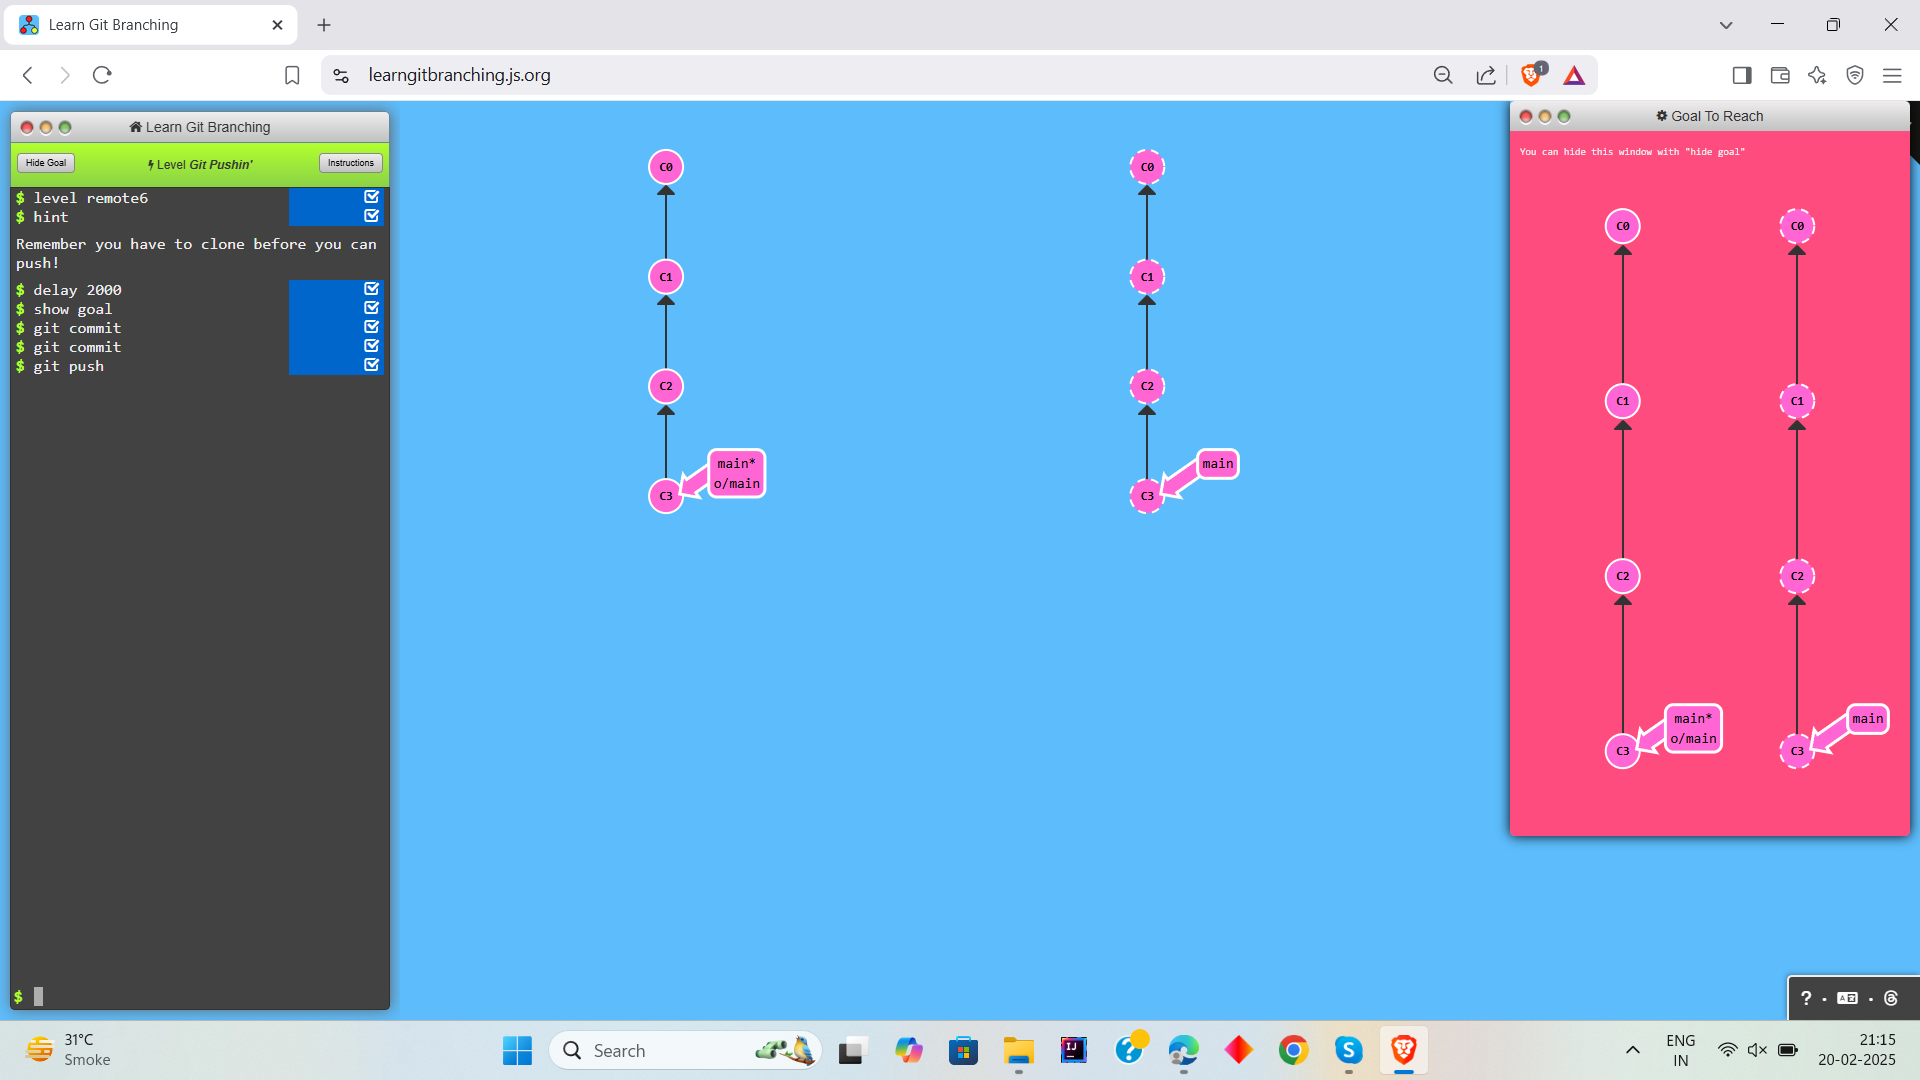 Learn Git Branching
learngitbranching.js.org
1
Learn Git Branching
Hide Goal
Level Git Pushin'
Instructions
$ level remote6
$ hint
Remember you have to clone before you can
push!
$ delay 2000
$ show goal
$ git commit
$ git commit
$ git push
$
C0
C1
C2
C3
main*
o/main
C0
C1
C2
C3
main
Goal To Reach
You can hide this window with "hide goal"
C0
C1
C2
C3
main*
o/main
C0
C1
C2
C3
main
?
31°C
Smoke
Search
IJ
?
S
ENG
IN
21:15
20-02-2025